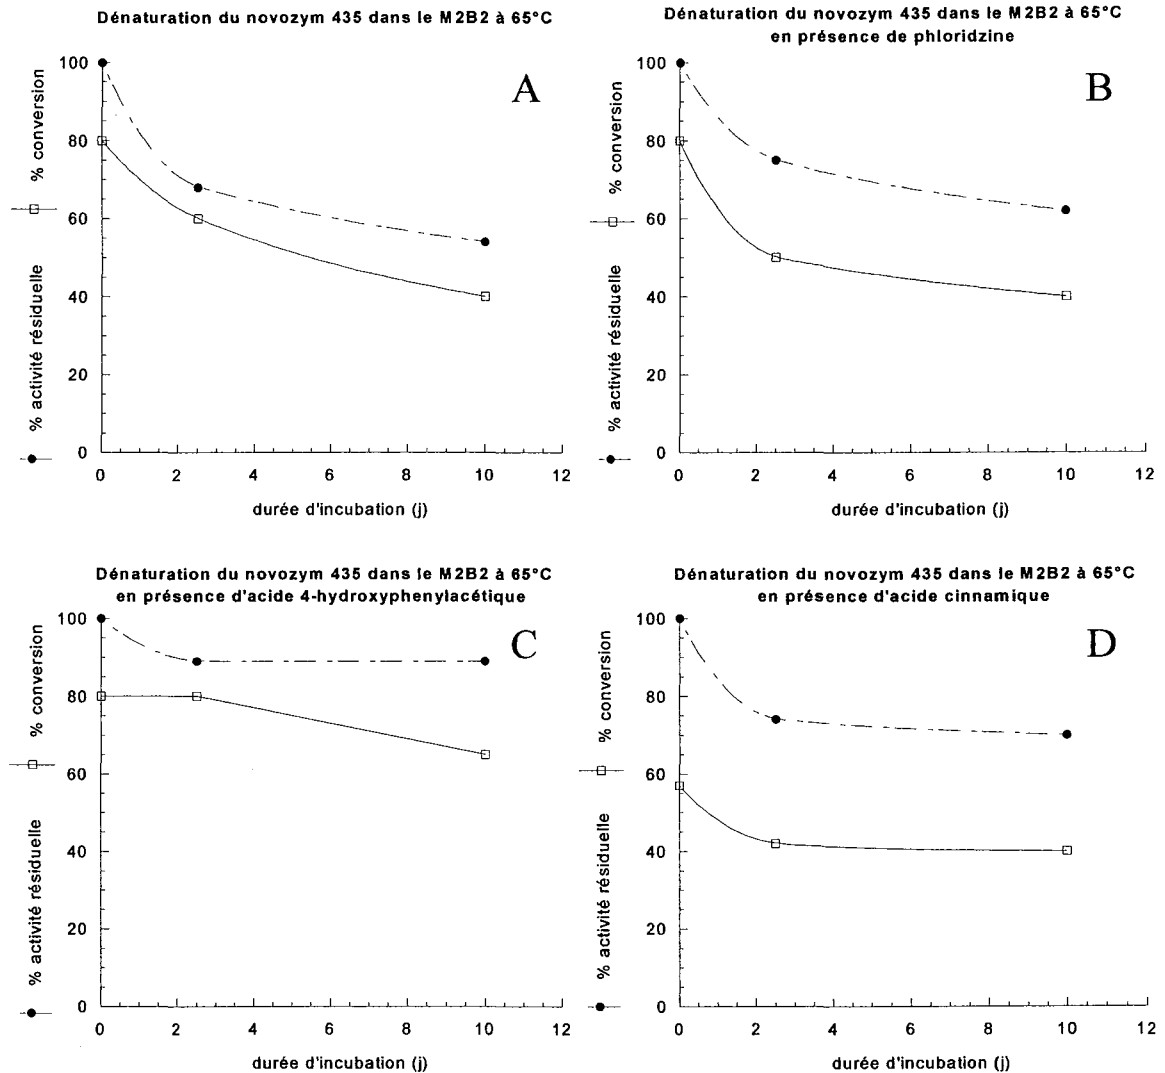 Dénaturation du novozym 435 dans le M2B2 à 65°C
A
% activité résiduelle
% conversion
100
80
60
40
20
0
0 2 4 6 8 10 12
durée d'incubation (j)
Dénaturation du novozym 435 dans le M2B2 à 65°C
en présence de phloridzine
B
% activité résiduelle
% conversion
100
80
60
40
20
0
0 2 4 6 8 10 12
durée d'incubation (j)
Dénaturation du novozym 435 dans le M2B2 à 65°C
en présence d'acide 4-hydroxyphenylacétique
C
% activité résiduelle
% conversion
100
80
60
40
20
0
0 2 4 6 8 10 12
durée d'incubation (j)
Dénaturation du novozym 435 dans le M2B2 à 65°C
en présence d'acide cinnamique
D
% activité résiduelle
% conversion
100
80
60
40
20
0
0 2 4 6 8 10 12
durée d'incubation (j)